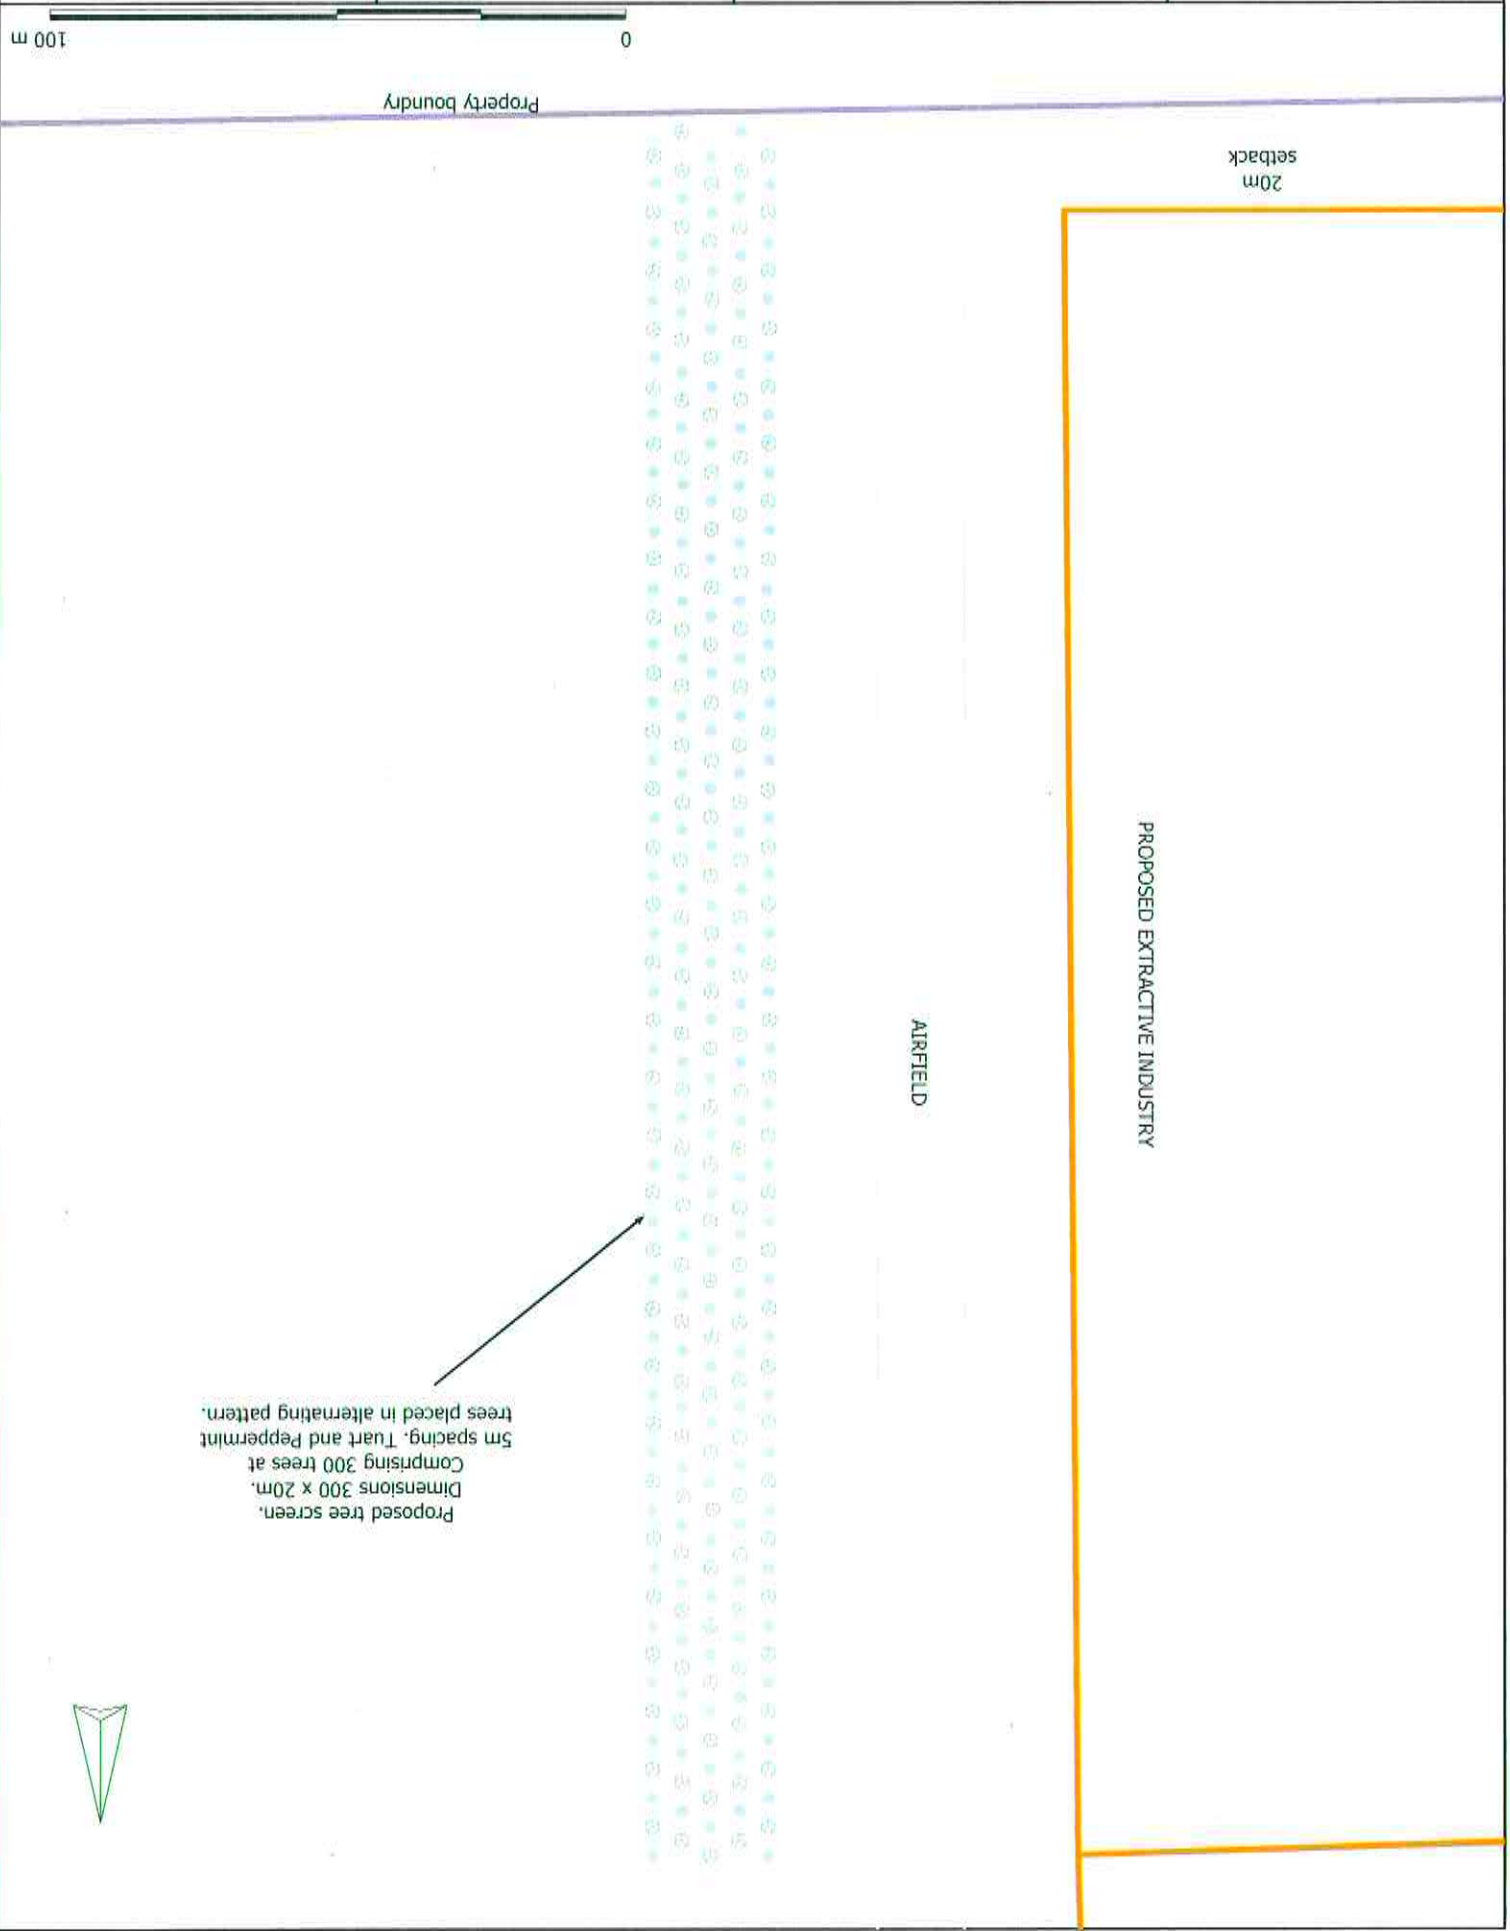 Proposed tree screen.
Dimensions 300 x 20m.
Comprising 300 trees at
5m spacing. Tuart and Peppermint
trees placed in alternating pattern.
AIRFIELD
PROPOSED EXTRACTIVE INDUSTRY
20m
setback
Property boundry
0
100 m